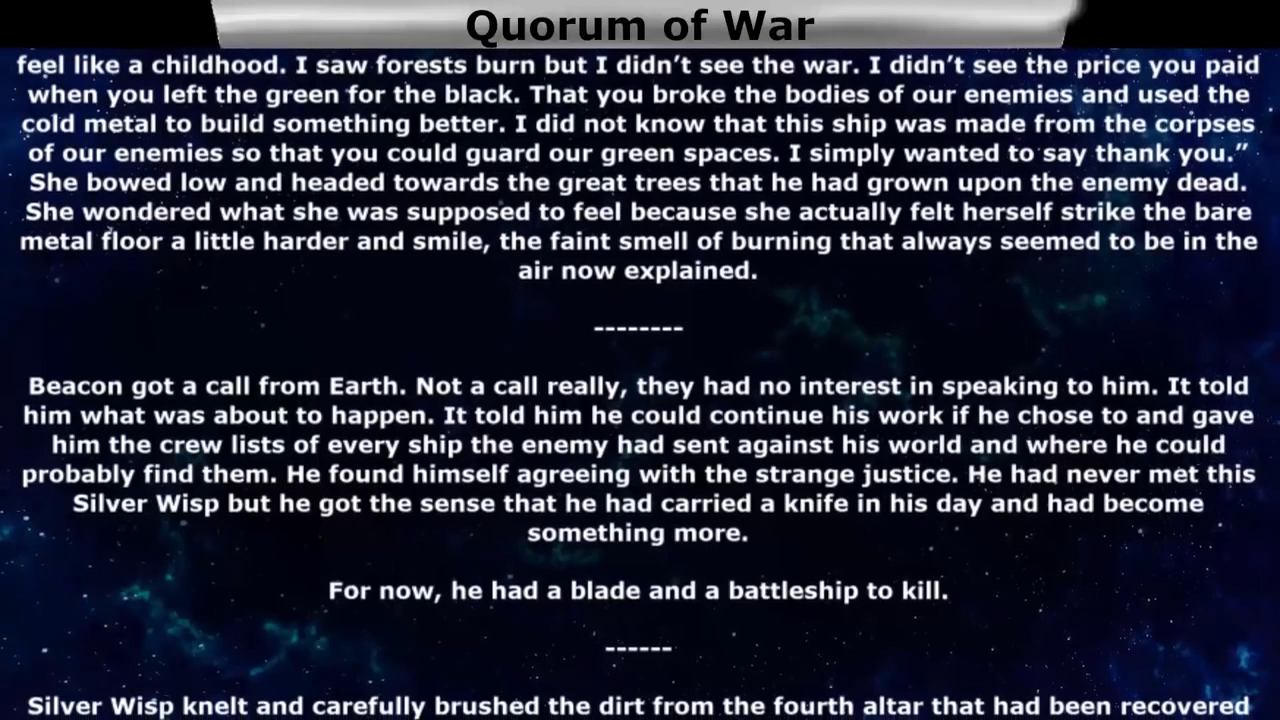 Quorum of War
feel like a childhood. I saw forests burn but I didn’t see the war. I didn’t see the price you paid
when you left the green for the black. That you broke the bodies of our enemies and used the
cold metal to build something better. I did not know that this ship was made from the corpses
of our enemies so that you could guard our green spaces. I simply wanted to say thank you.”
She bowed low and headed towards the great trees that he had grown upon the enemy dead.
She wondered what she was supposed to feel because she actually felt herself strike the bare
metal floor a little harder and smile, the faint smell of burning that always seemed to be in the
air now explained.
--------
Beacon got a call from Earth. Not a call really, they had no interest in speaking to him. It told
him what was about to happen. It told him he could continue his work if he chose to and gave
him the crew lists of every ship the enemy had sent against his world and where he could
probably find them. He found himself agreeing with the strange justice. He had never met this
Silver Wisp but he got the sense that he had carried a knife in his day and had become
something more.
For now, he had a blade and a battleship to kill.
------
Silver Wisp knelt and carefully brushed the dirt from the fourth altar that had been recovered